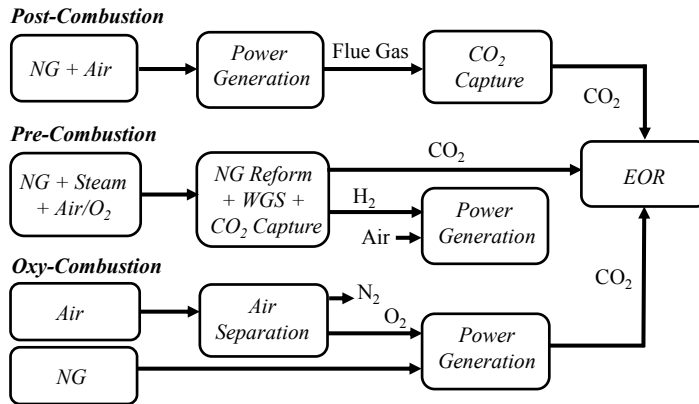 Post-Combustion
NG + Air
Power
Generation
Flue Gas
CO₂
Capture
CO₂
Pre-Combustion
NG + Steam
+ Air/O₂
NG Reform
+ WGS +
CO₂ Capture
CO₂
H₂
Air
Power
Generation
EOR
Oxy-Combustion
Air
Air
Separation
N₂
O₂
NG
Power
Generation
CO₂